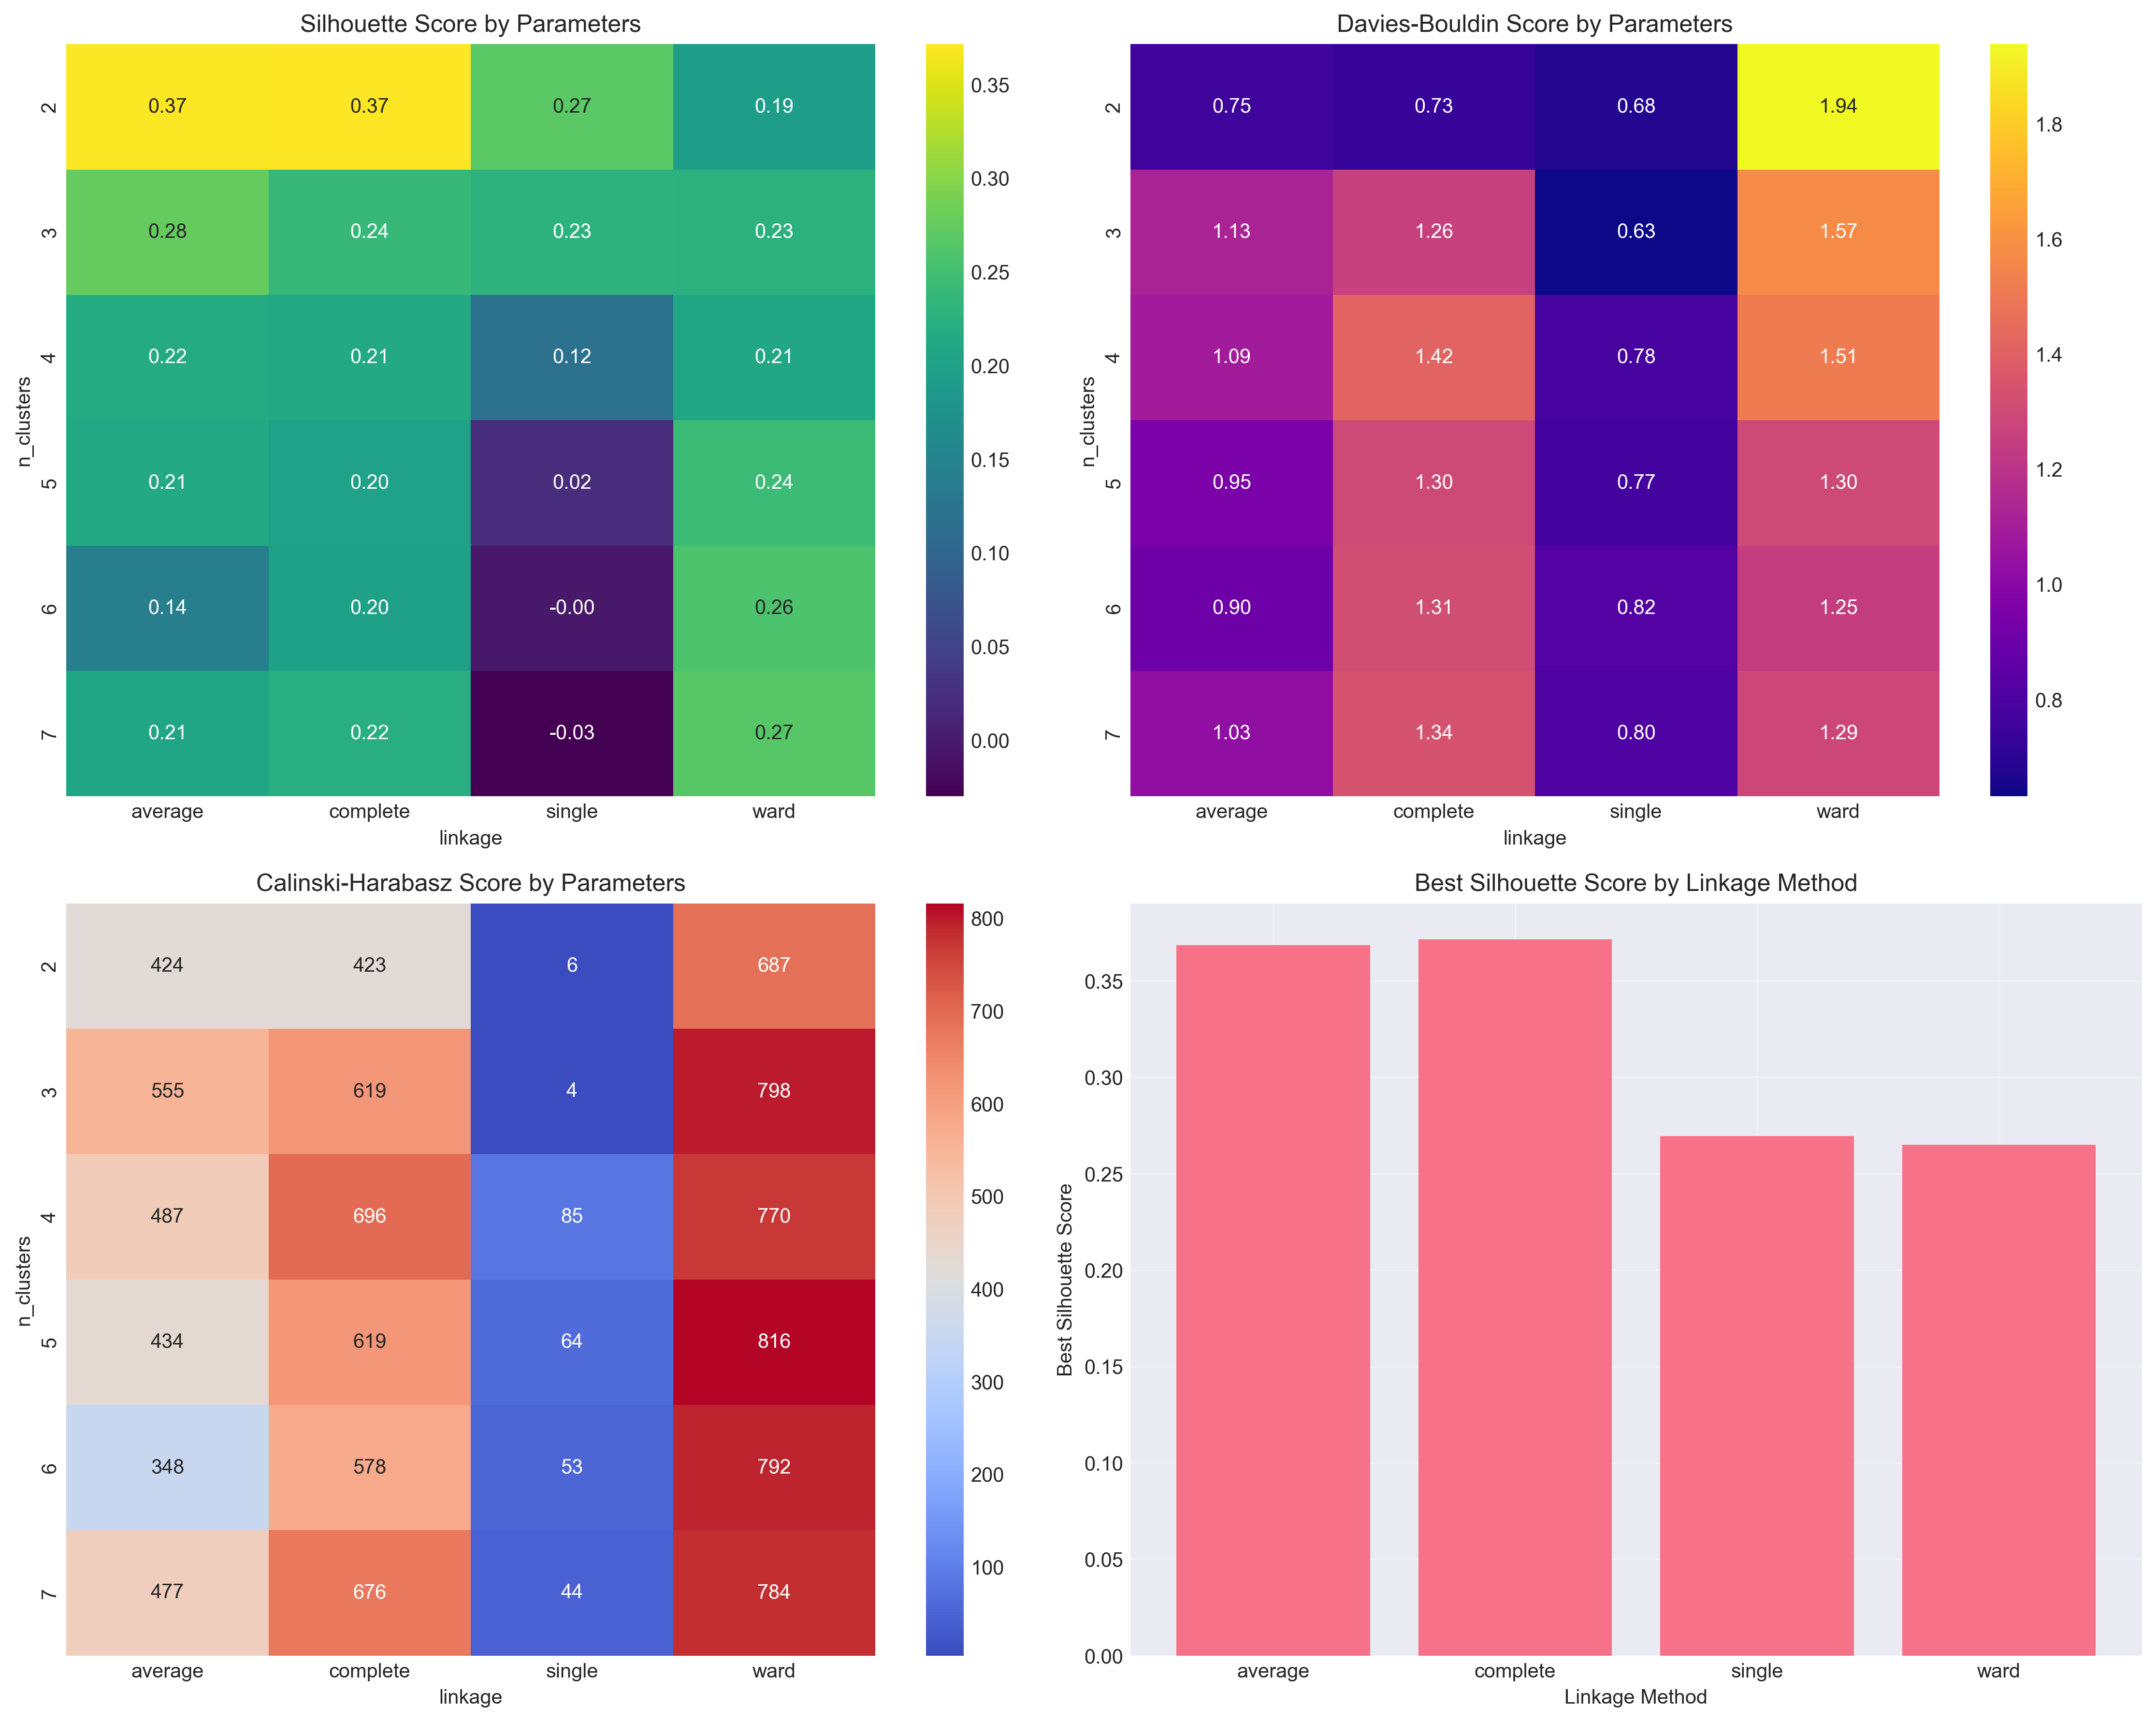 Silhouette Score by Parameters
n_clusters
2 0.37 0.37 0.27 0.19
3 0.28 0.24 0.23 0.23
4 0.22 0.21 0.12 0.21
5 0.21 0.20 0.02 0.24
6 0.14 0.20 -0.00 0.26
7 0.21 0.22 -0.03 0.27
average complete single ward
linkage
0.35
0.30
0.25
0.20
0.15
0.10
0.05
0.00
Davies-Bouldin Score by Parameters
n_clusters
2 0.75 0.73 0.68 1.94
3 1.13 1.26 0.63 1.57
4 1.09 1.42 0.78 1.51
5 0.95 1.30 0.77 1.30
6 0.90 1.31 0.82 1.25
7 1.03 1.34 0.80 1.29
average complete single ward
linkage
1.8
1.6
1.4
1.2
1.0
0.8
Calinski-Harabasz Score by Parameters
n_clusters
2 424 423 6 687
3 555 619 4 798
4 487 696 85 770
5 434 619 64 816
6 348 578 53 792
7 477 676 44 784
average complete single ward
linkage
800
700
600
500
400
300
200
100
Best Silhouette Score by Linkage Method
Best Silhouette Score
0.35
0.30
0.25
0.20
0.15
0.10
0.05
0.00
average complete single ward
Linkage Method